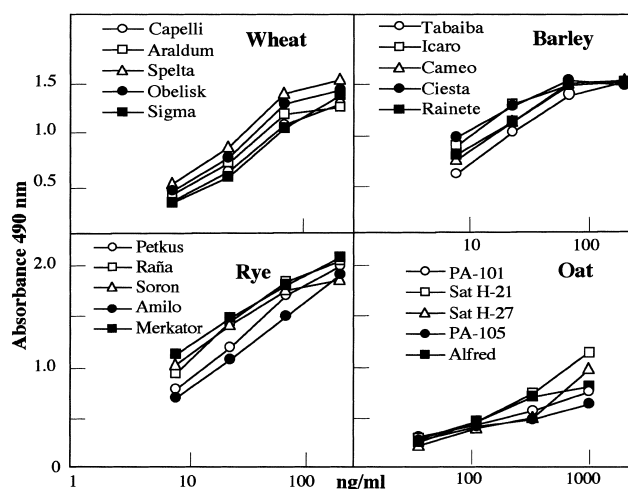 Wheat
Capelli
Araldum
Spelta
Obelisk
Sigma
1.5
1.0
0.5
Barley
Tabaiba
Icaro
Cameo
Ciesta
Rainete
10
100
Absorbance 490 nm
Rye
Petkus
Raña
Soron
Amilo
Merkator
2.0
1.0
0
1
10
100
ng/ml
Oat
PA-101
Sat H-21
Sat H-27
PA-105
Alfred
100
1000